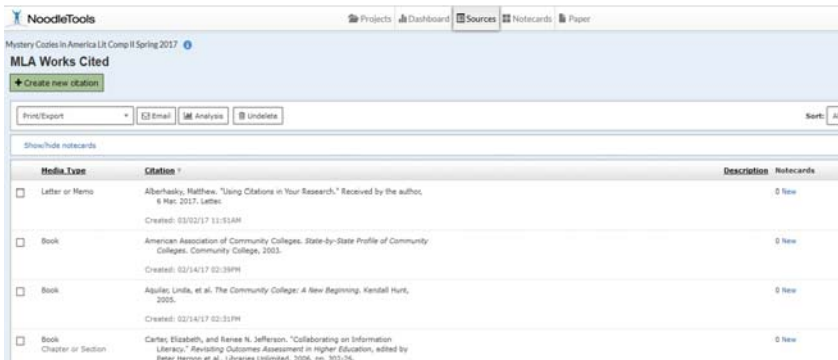 NoodleTools Projects Dashboard Sources Notecards Paper
Mystery Cozies in America Lit Comp II Spring 2017
MLA Works Cited
+ Create new citation
Print/Export Email Analysis Undelete Sort:
Show/hide notecards
Media Type Citation Description Notecards
Letter or Memo Alberhasky, Matthew. "Using Citations in Your Research." Received by the author, 0 New
6 Mar. 2017. Letter.
Created: 03/02/17 11:51AM
Book American Association of Community Colleges. State-by-State Profile of Community 0 New
Colleges. Community College, 2003.
Created: 02/14/17 02:39PM
Book Aguilar, Linda, et al. The Community College: A New Beginning. Kendall Hunt, 0 New
2005.
Created: 02/14/17 02:31PM
Book Carter, Elizabeth, and Renee N. Jefferson. "Collaborating on Information 0 New
Chapter or Section Literacy." Revisiting Outcomes Assessment in Higher Education, edited by
Peter Hernon et al., Libraries Unlimited, 2006, pp. 302-26.